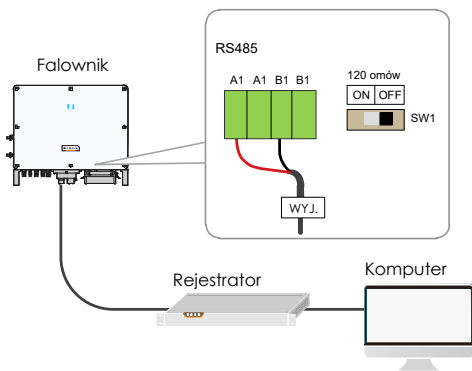 Falownik
RS485
A1 A1 B1 B1
120 omów
ON OFF
SW1
WYJ.
Rejestrator
Komputer